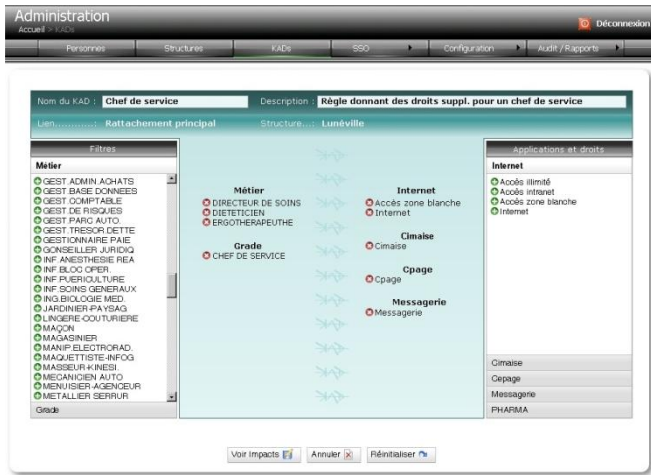 Administration
Accueil > KADs
Déconnexion
Personnes Structures KADs SSO Configuration Audit / Rapports
Nom du KAD : Chef de service Description : Règle donnant des droits suppl. pour un chef de service
Lien............: Rattachement principal Structure...: Lunéville
Filtres
Métier
GEST.ADMIN.ACHATS
GEST.BASE DONNEES
GEST.COMPTABLE
GEST.DE RISQUES
GEST.PARC AUTO.
GEST.TRESOR.DETTE
GESTIONNAIRE PAIE
GONSEILLER JURIDIQ
INF.ANESTHESIE REA
INF.BLOC OPER.
INF.PUERICULTURE
INF.SOINS GENERAUX
ING.BIOLOGIE MED.
JARDINIER-PAYSAG
LINGERE-COUTURIERE
MAÇON
MAGASINIER
MANIP.ELECTRORAD.
MAQUETTISTE-INFOG
MASSEUR-KINESI.
MECANICIEN AUTO
MENUISIER-AGENCEUR
METALLIER SERRUR
Grade
Métier
DIRECTEUR DE SOINS
DIETETICIEN
ERGOTHERAPEUTHE
Grade
CHEF DE SERVICE
Internet
Accès zone blanche
Internet
Cimaise
Cimaise
Cpage
Cpage
Messagerie
Messagerie
Applications et droits
Internet
Accès illimité
Accès intranet
Accès zone blanche
Internet
Cimaise
Cepage
Messagerie
PHARMA
Voir Impacts Annuler Réinitialiser